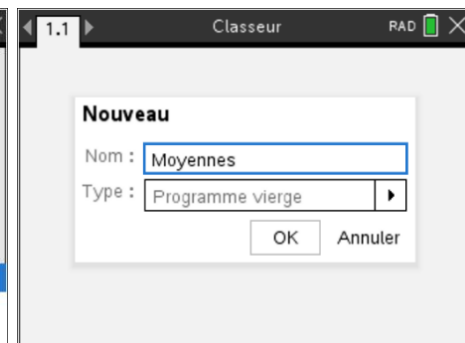 1.1 Classeur RAD
Nouveau
Nom : Moyennes
Type : Programme vierge
OK Annuler